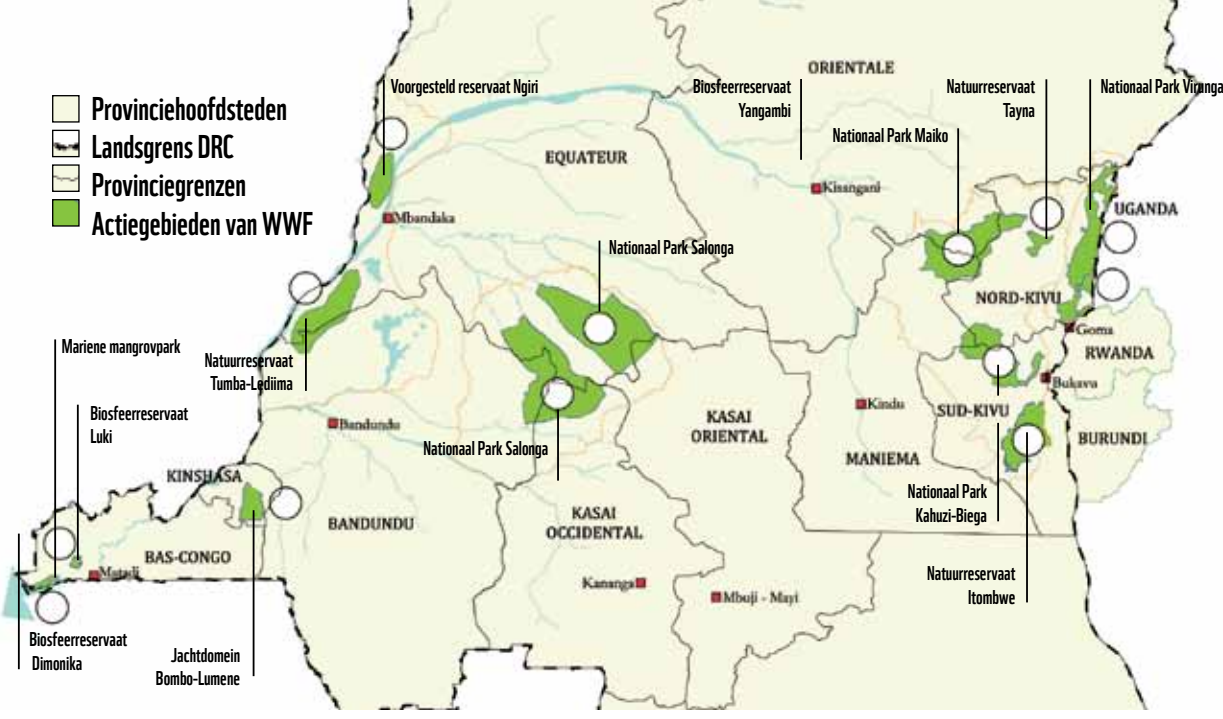 Provinciehoofdsteden
Landsgrens DRC
Provinciegrenzen
Actiegebieden van WWF
Voorgesteld reservaat Ngiri
ORIENTALE
Biosfeerreservaat
Yangambi
Natuurreservaat
Tayna
Nationaal Park Virunga
Nationaal Park Maiko
EQUATEUR
Kisangani
Mbandaka
UGANDA
Nationaal Park Salonga
NORD-KIVU
Goma
RWANDA
Mariene mangrovpark
Natuurreservaat
Tumba-Lediima
Bukavu
Biosfeerreservaat
Luki
Bandundu
KASAI
ORIENTAL
Kindu
SUD-KIVU
BURUNDI
Nationaal Park Salonga
MANIEMA
KINSHASA
Nationaal Park
Kahuzi-Biega
BANDUNDU
KASAI
OCCIDENTAL
BAS-CONGO
Matadi
Kananga
Mbuji - Mayi
Natuurreservaat
Itombwe
Biosfeerreservaat
Dimonika
Jachtdomein
Bombo-Lumene